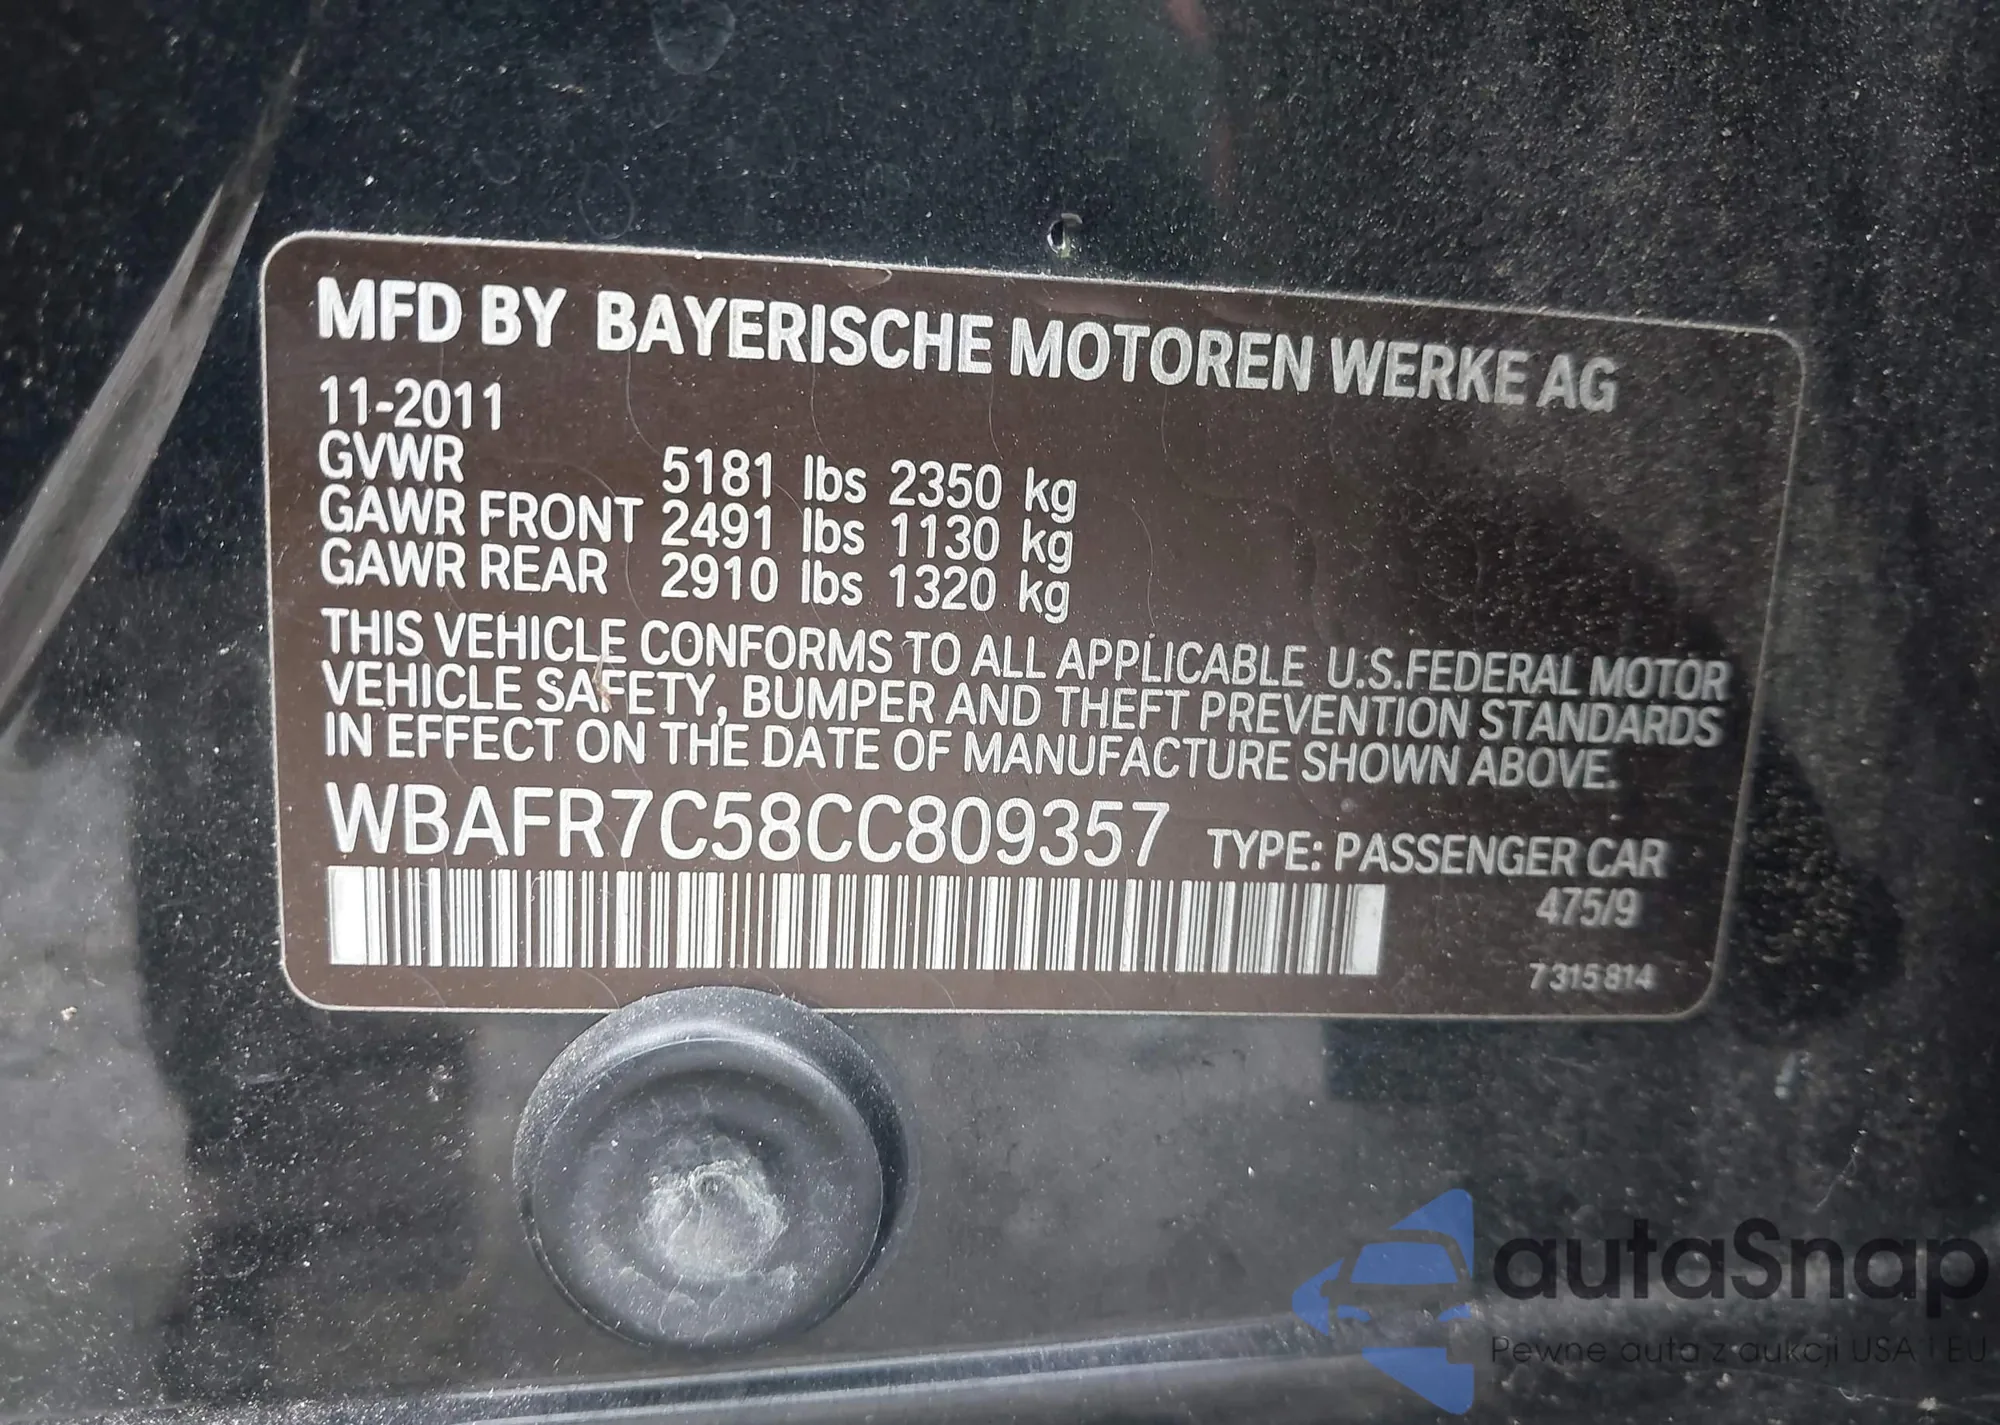 MFD BY BAYERISCHE MOTOREN WERKE AG
11-2011
GVWR 5181 lbs 2350 kg
GAWR FRONT 2491 lbs 1130 kg
GAWR REAR 2910 lbs 1320 kg
THIS VEHICLE CONFORMS TO ALL APPLICABLE U.S.FEDERAL MOTOR
VEHICLE SAFETY, BUMPER AND THEFT PREVENTION STANDARDS
IN EFFECT ON THE DATE OF MANUFACTURE SHOWN ABOVE.
WBAFR7C58CC809357 TYPE: PASSENGER CAR
475/9
7 315 814
autaSnap
Pewne auta z aukcji USA i EU